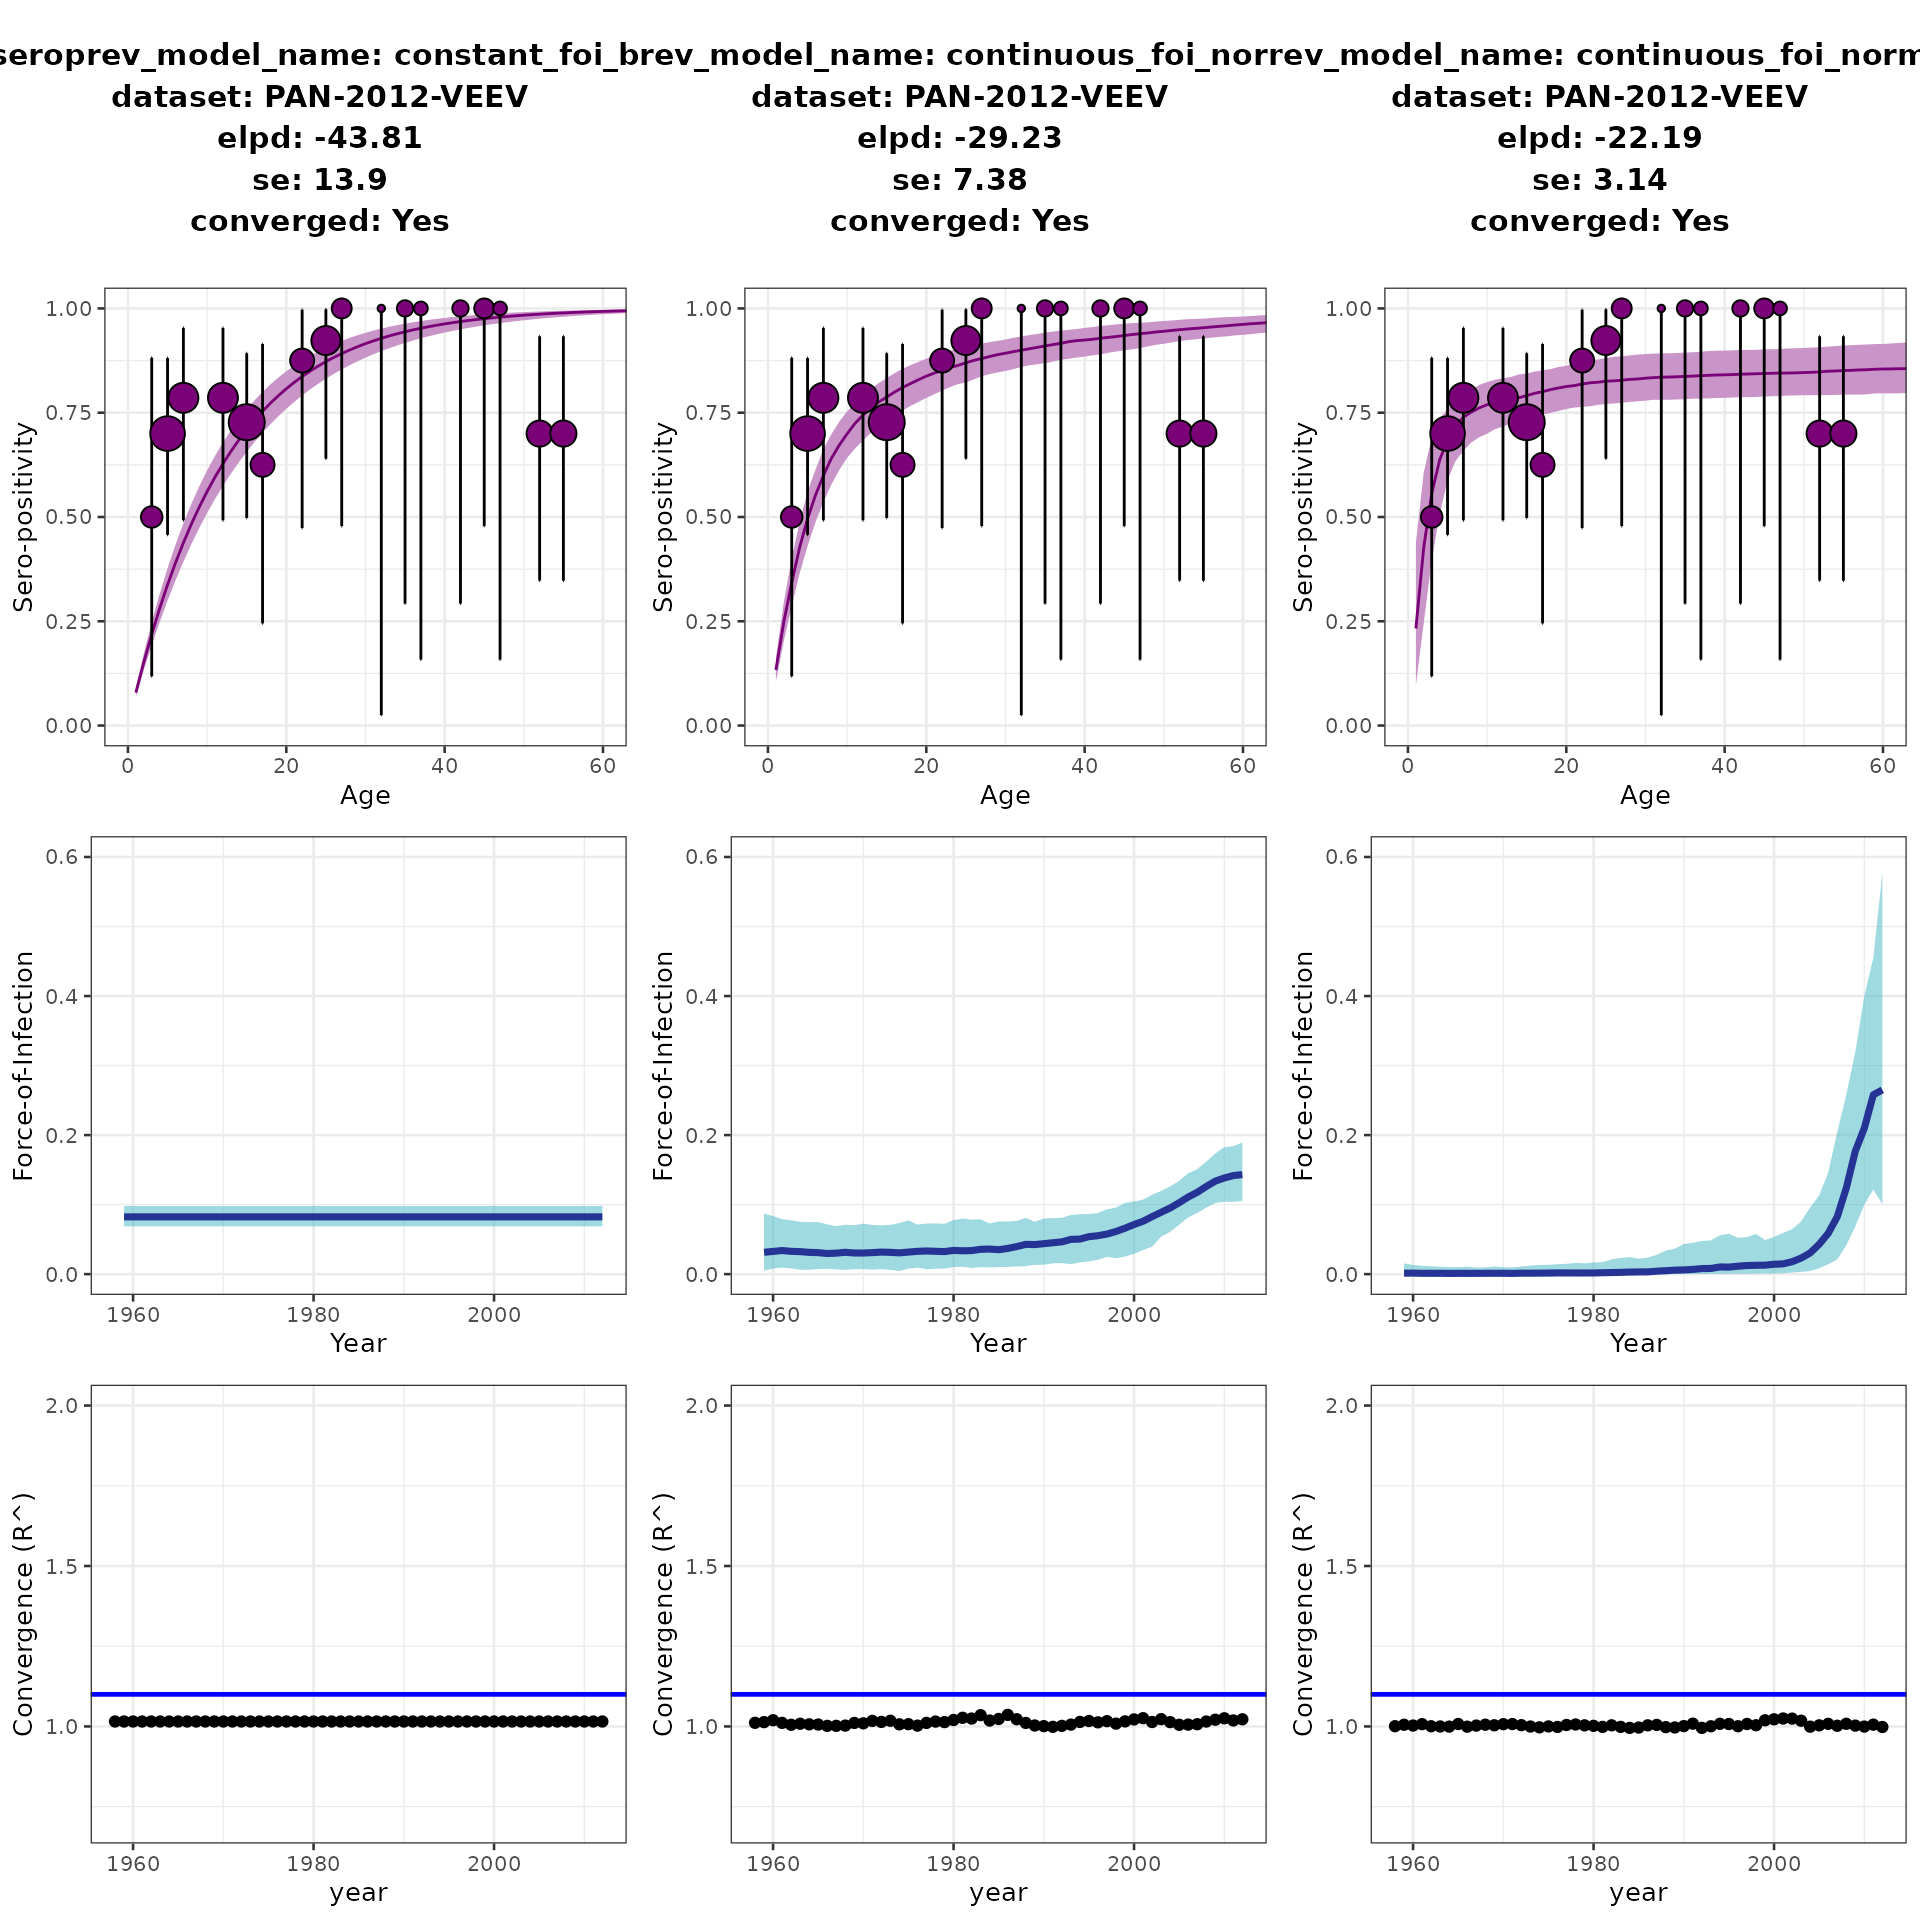 seroprev_model_name: constant_foi_brev_model_name: continuous_foi_norrev_model_name: continuous_foi_norm
dataset: PAN-2012-VEEV dataset: PAN-2012-VEEV dataset: PAN-2012-VEEV
elpd: -43.81 elpd: -29.23 elpd: -22.19
se: 13.9 se: 7.38 se: 3.14
converged: Yes converged: Yes converged: Yes
Sero-positivity
1.00
0.75
0.50
0.25
0.00
0 20 40 60
Age
Sero-positivity
1.00
0.75
0.50
0.25
0.00
0 20 40 60
Age
Sero-positivity
1.00
0.75
0.50
0.25
0.00
0 20 40 60
Age
Force-of-Infection
0.6
0.4
0.2
0.0
1960 1980 2000
Year
Force-of-Infection
0.6
0.4
0.2
0.0
1960 1980 2000
Year
Force-of-Infection
0.6
0.4
0.2
0.0
1960 1980 2000
Year
Convergence (R^)
2.0
1.5
1.0
1960 1980 2000
year
Convergence (R^)
2.0
1.5
1.0
1960 1980 2000
year
Convergence (R^)
2.0
1.5
1.0
1960 1980 2000
year